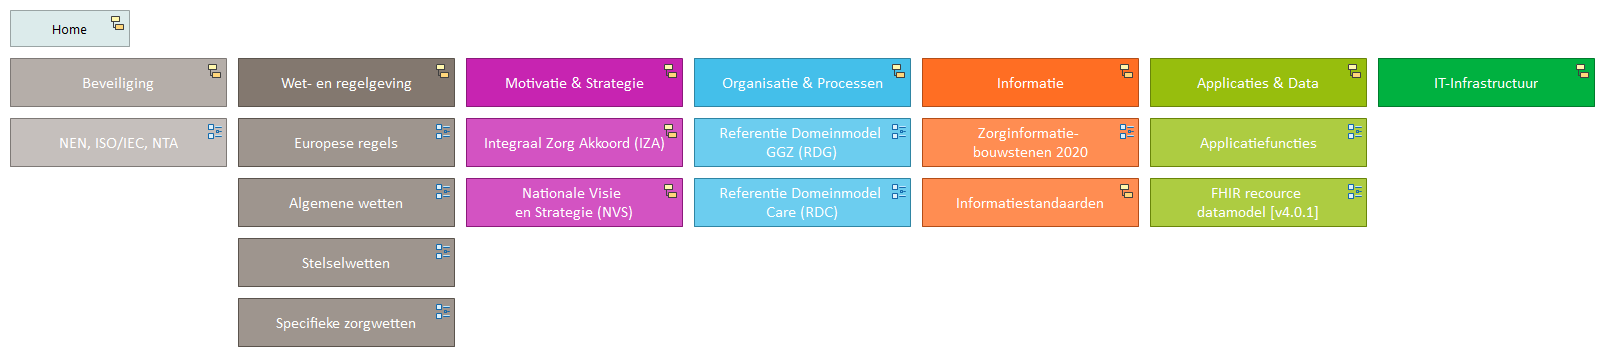 Home
Beveiliging
Wet- en regelgeving
Motivatie & Strategie
Organisatie & Processen
Informatie
Applicaties & Data
IT-Infrastructuur
NEN, ISO/IEC, NTA
Europese regels
Integraal Zorg Akkoord (IZA)
Referentie Domeinmodel
GGZ (RDG)
Zorginformatie-
bouwstenen 2020
Applicatiefuncties
Algemene wetten
Nationale Visie
en Strategie (NVS)
Referentie Domeinmodel
Care (RDC)
Informatiestandaarden
FHIR recource
datamodel [v4.0.1]
Stelselwetten
Specifieke zorgwetten